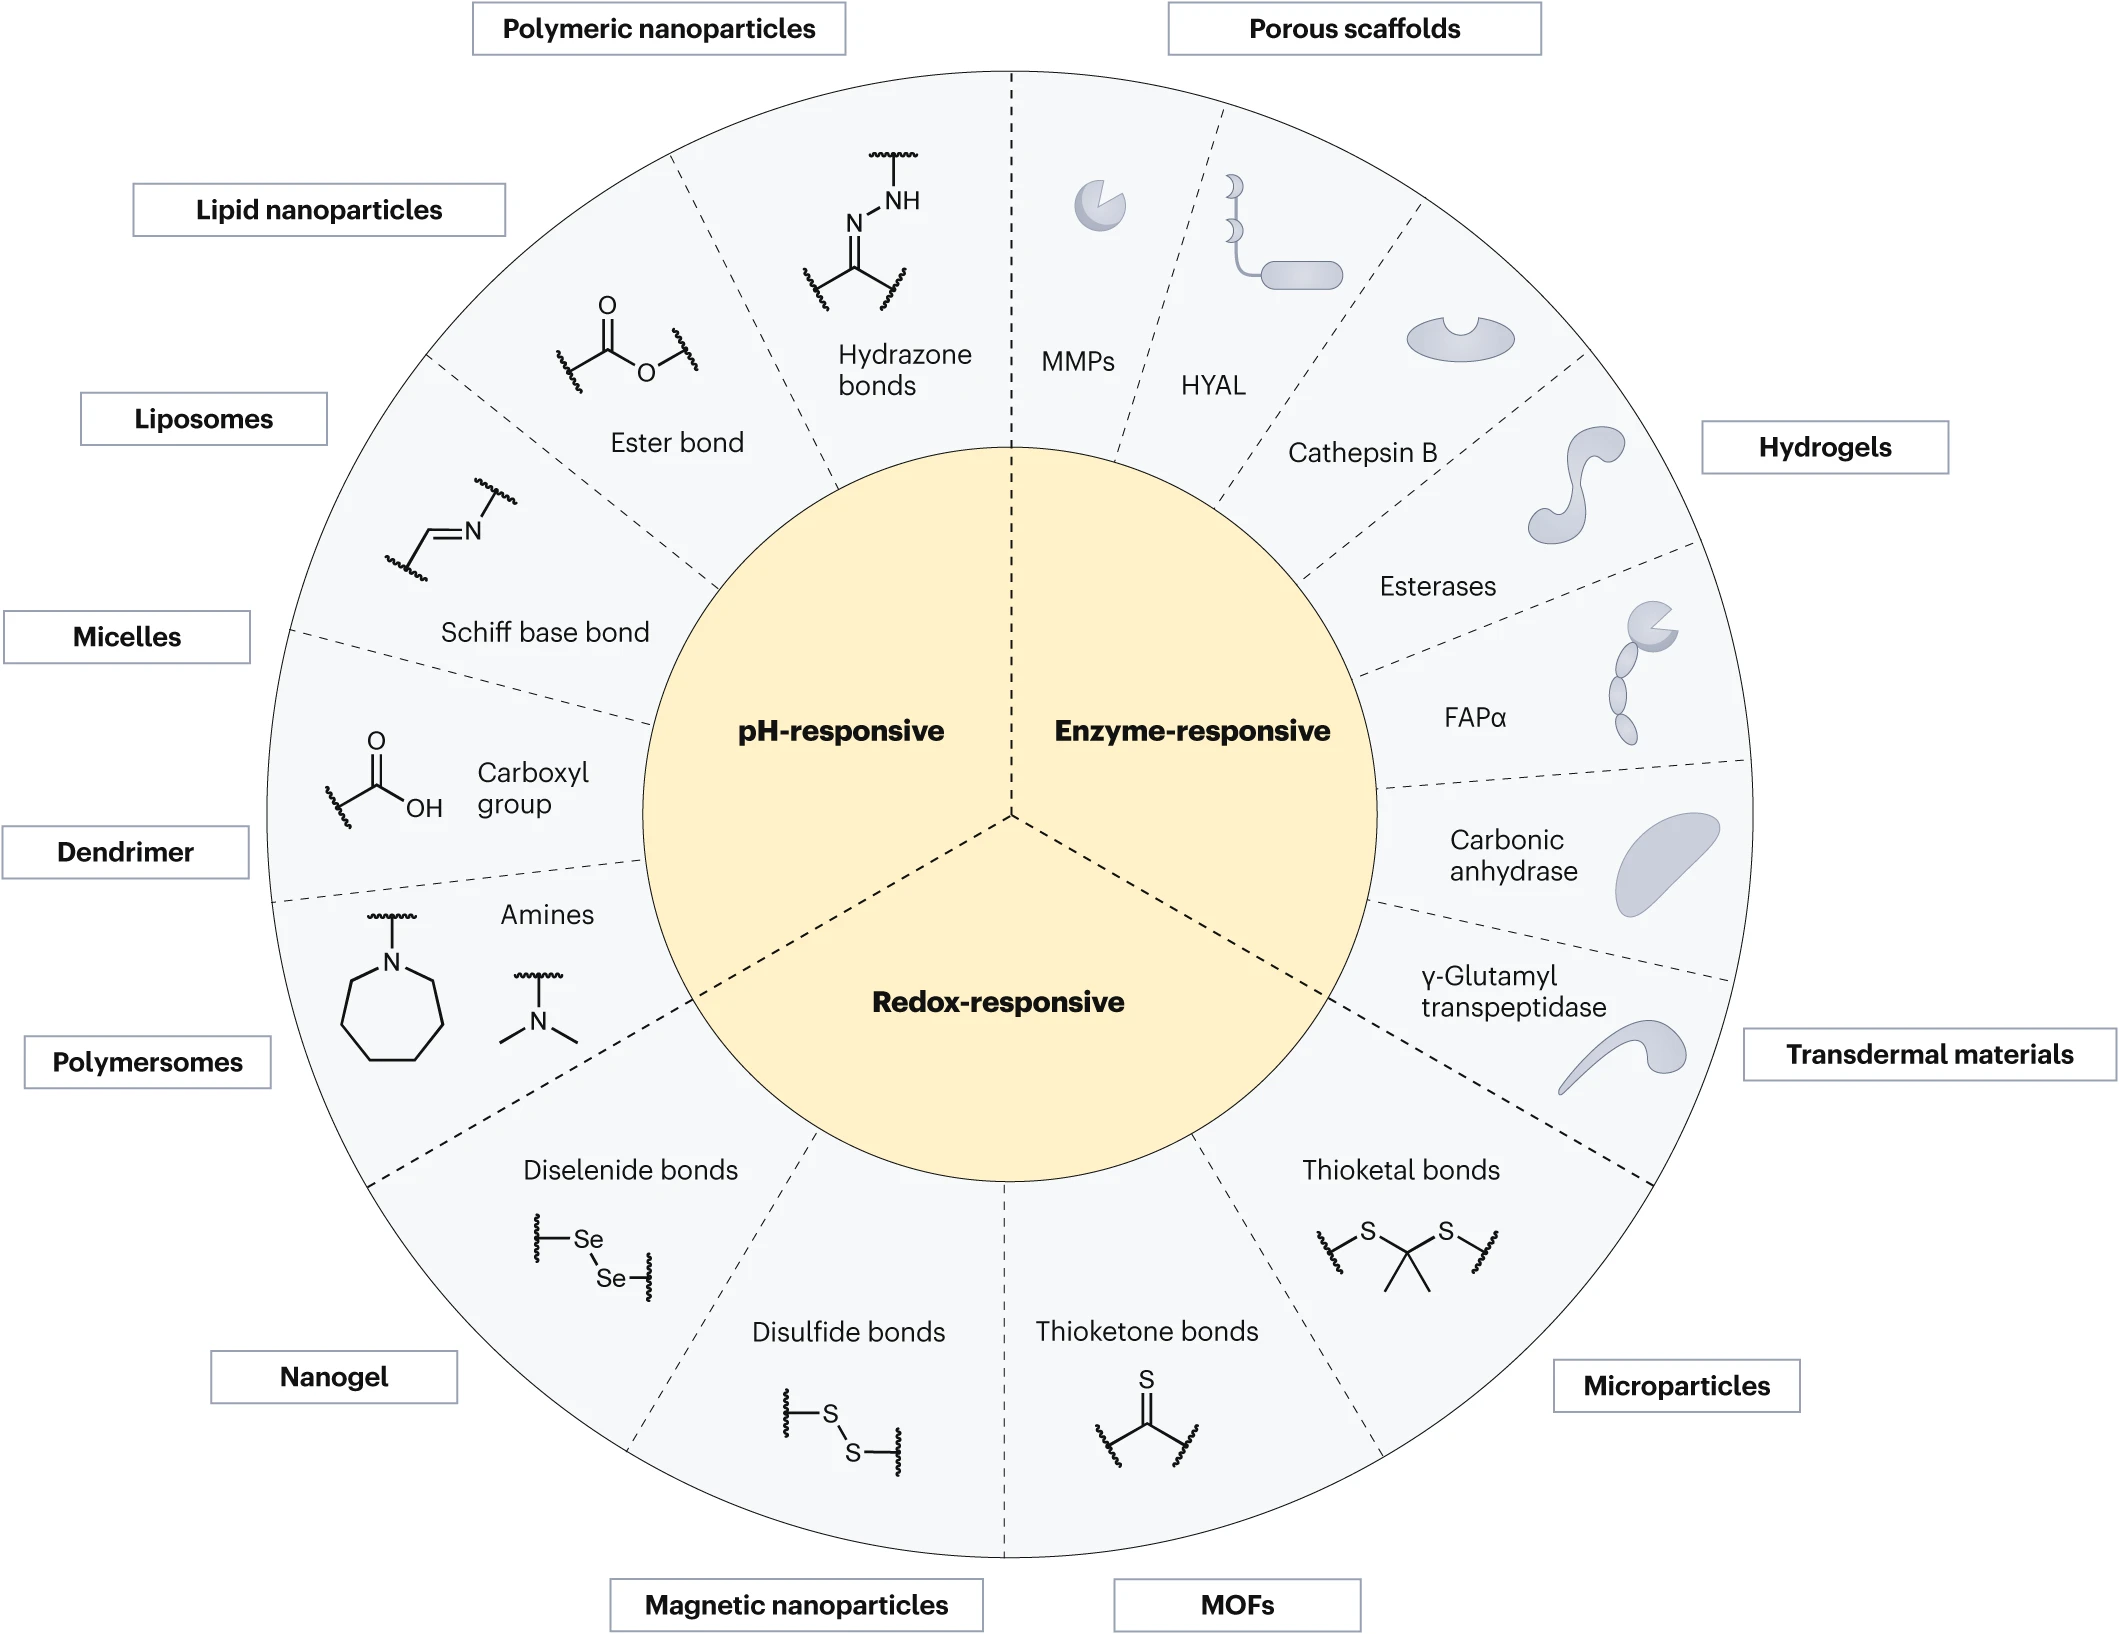 Polymeric nanoparticles
Porous scaffolds
Lipid nanoparticles
Liposomes
Micelles
Dendrimer
Polymersomes
Nanogel
Magnetic nanoparticles
MOFs
Microparticles
Transdermal materials
Hydrogels
pH-responsive
Enzyme-responsive
Redox-responsive
NH
N
Hydrazone
bonds
O
O
Ester bond
N
Schiff base bond
O
OH
Carboxyl
group
Amines
N
N
MMPs
HYAL
Cathepsin B
Esterases
FAPα
Carbonic
anhydrase
γ-Glutamyl
transpeptidase
Diselenide bonds
Se
Se
Disulfide bonds
S
S
Thioketone bonds
S
Thioketal bonds
S S